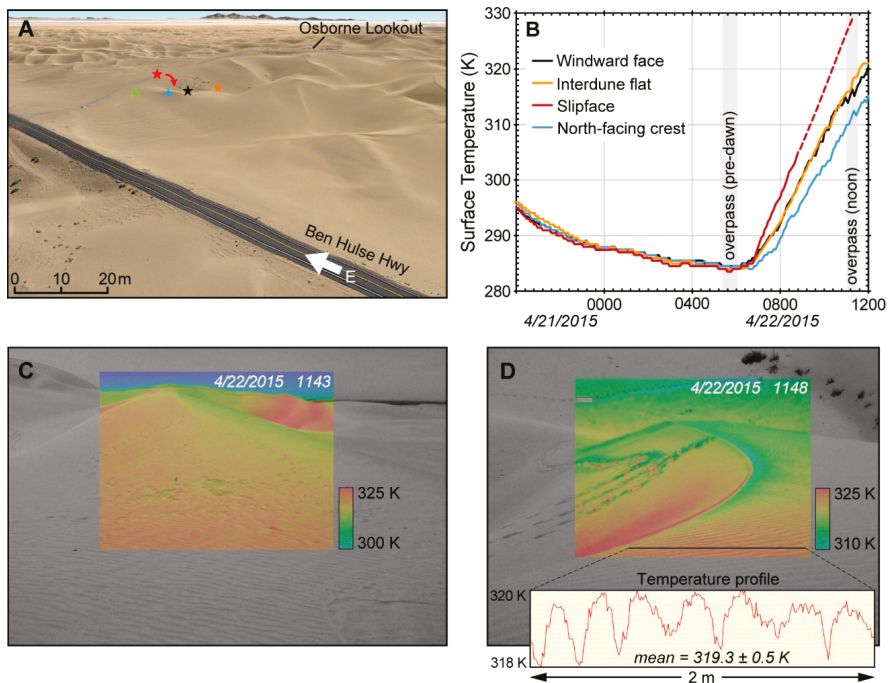 A
Osborne Lookout
Ben Hulse Hwy
E
0 10 20m
B
Surface Temperature (K)
330
320
310
300
290
280
Windward face
Interdune flat
Slipface
North-facing crest
overpass (pre-dawn)
overpass (noon)
0000 0400 0800 1200
4/21/2015 4/22/2015
C
4/22/2015 1143
325 K
300 K
D
4/22/2015 1148
325 K
310 K
Temperature profile
320 K
318 K
mean = 319.3 ± 0.5 K
2 m